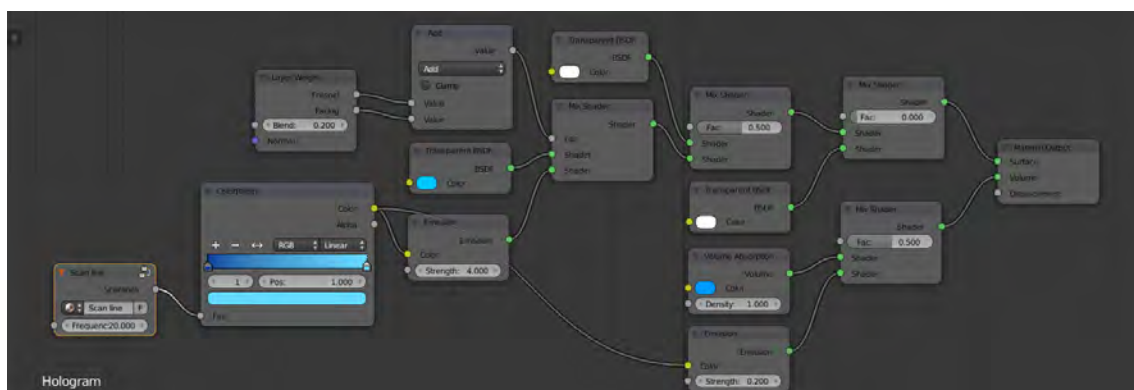 Layer Weight
Fresnel
Facing
Blend: 0.200
Normal
Add
Value
Add
Clamp
Value
Value
Transparent BSDF
BSDF
Color
Mix Shader
Shader
Fac
Shader
Shader
Transparent BSDF
BSDF
Color
ColorRamp
Color
Alpha
RGB
Linear
1
Pos: 1.000
Fac
Emission
Emission
Color
Strength: 4.000
Scan line
Scanlines
Scan line
F
Frequenc:20.000
Mix Shader
Shader
Fac: 0.500
Shader
Shader
Transparent BSDF
BSDF
Color
Volume Absorption
Volume
Color
Density: 1.000
Emission
Emission
Color
Strength: 0.200
Mix Shader
Shader
Fac: 0.000
Shader
Shader
Mix Shader
Shader
Fac: 0.500
Shader
Shader
Material Output
Surface
Volume
Displacement
Hologram